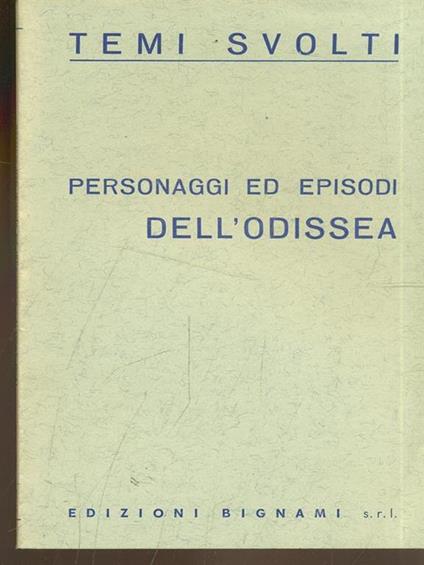 TEMI SVOLTI
PERSONAGGI ED EPISODI
DELL'ODISSEA
EDIZIONI BIGNAMI s.r.l.